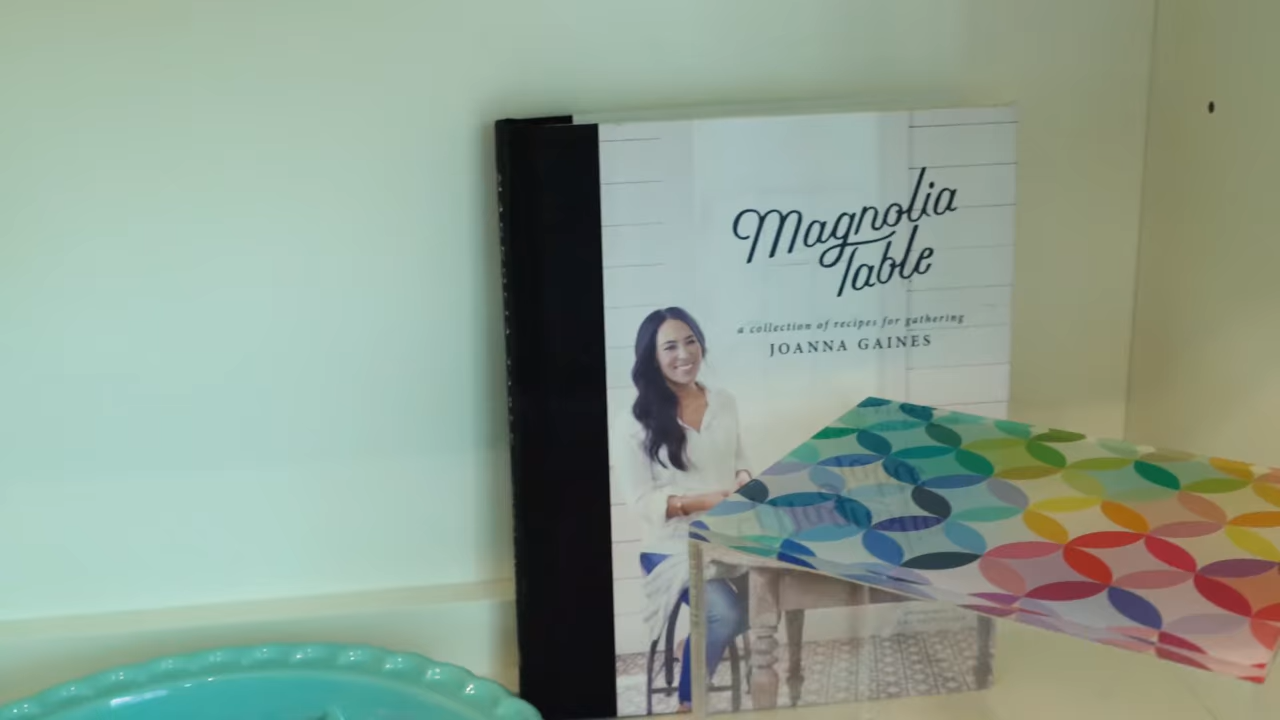 Magnolia
Table
a collection of recipes for gathering
JOANNA GAINES